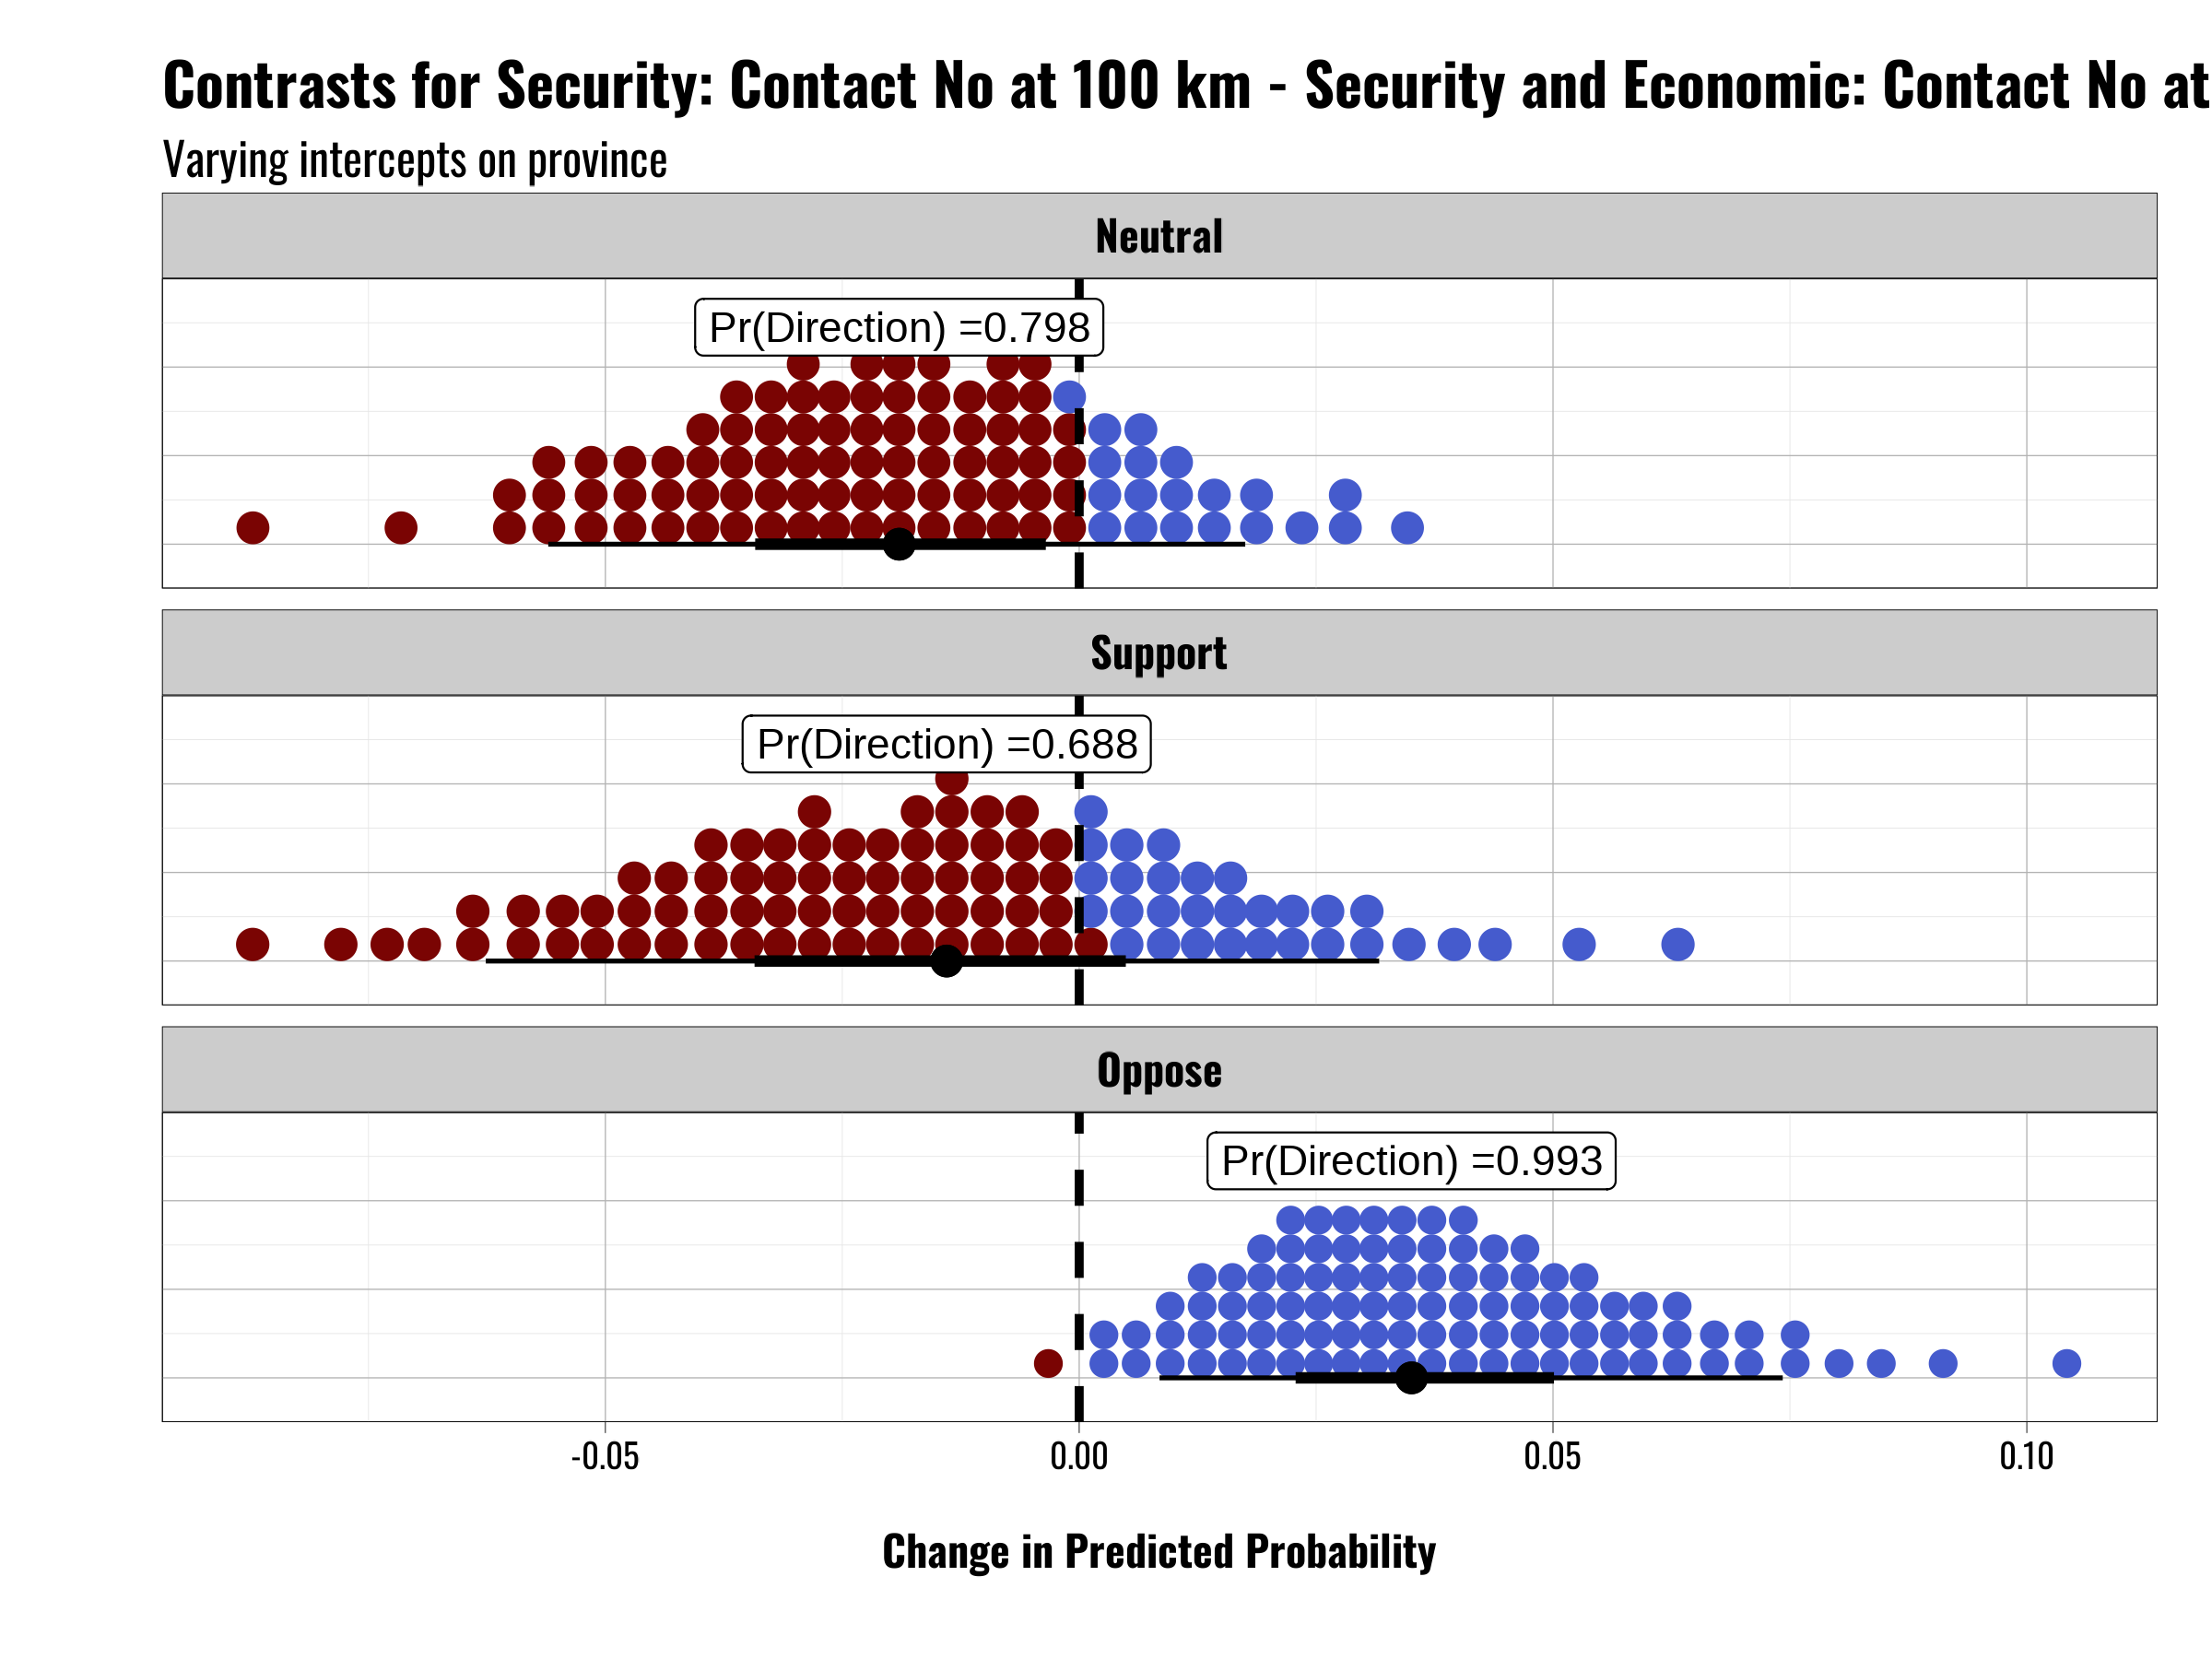 Contrasts for Security: Contact No at 100 km - Security and Economic: Contact No at
Varying intercepts on province
Neutral
Pr(Direction) =0.798
Support
Pr(Direction) =0.688
Oppose
Pr(Direction) =0.993
-0.05 0.00 0.05 0.10
Change in Predicted Probability